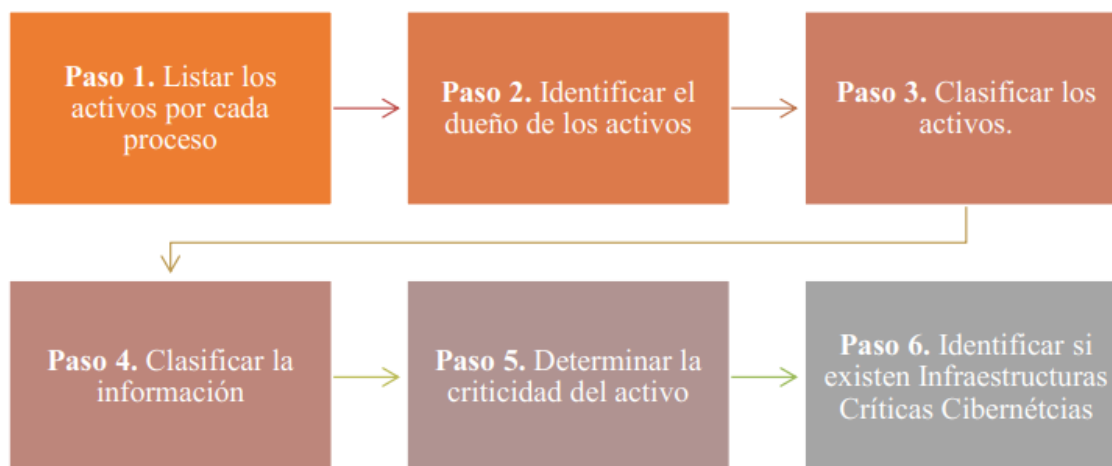 Paso 1. Listar los
activos por cada
proceso
Paso 2. Identificar el
dueño de los activos
Paso 3. Clasificar los
activos.
Paso 4. Clasificar la
información
Paso 5. Determinar la
criticidad del activo
Paso 6. Identificar si
existen Infraestructuras
Críticas Cibernétcias